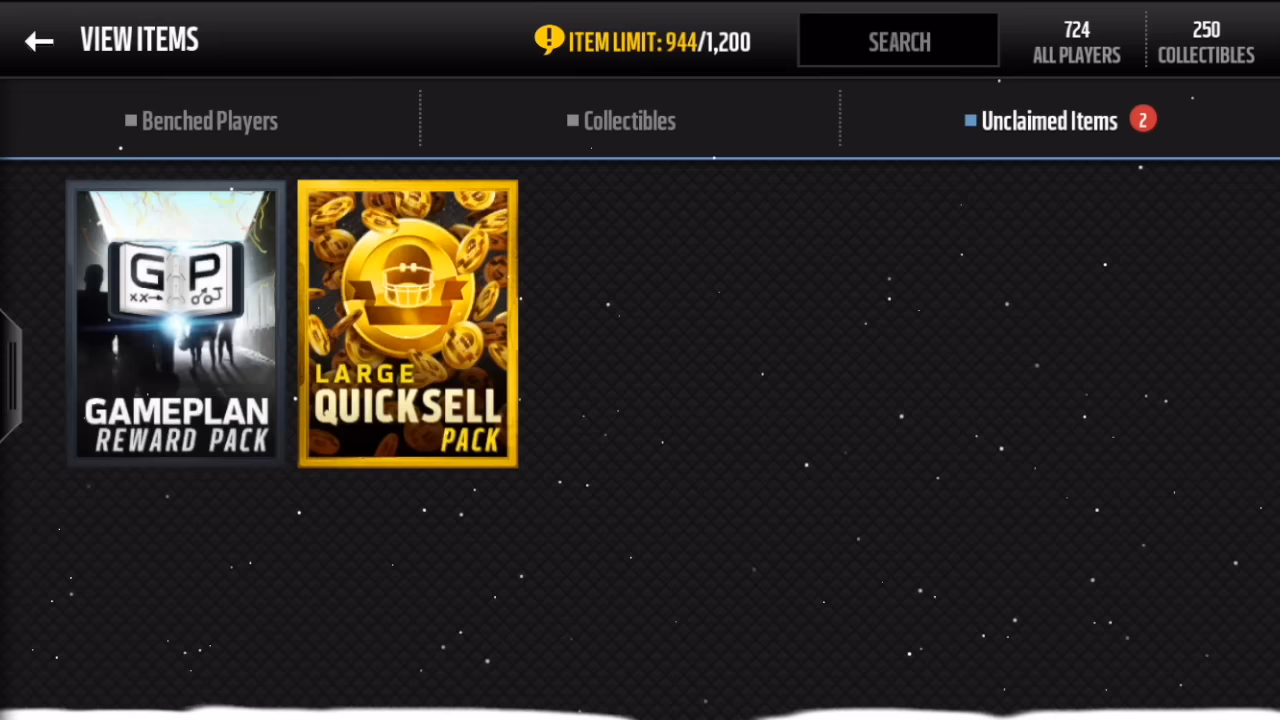 VIEW ITEMS
ITEM LIMIT: 944/1,200
SEARCH
724
ALL PLAYERS
250
COLLECTIBLES
Benched Players
Collectibles
Unclaimed Items 2
G P
GAMEPLAN
REWARD PACK
LARGE
QUICKSELL
PACK